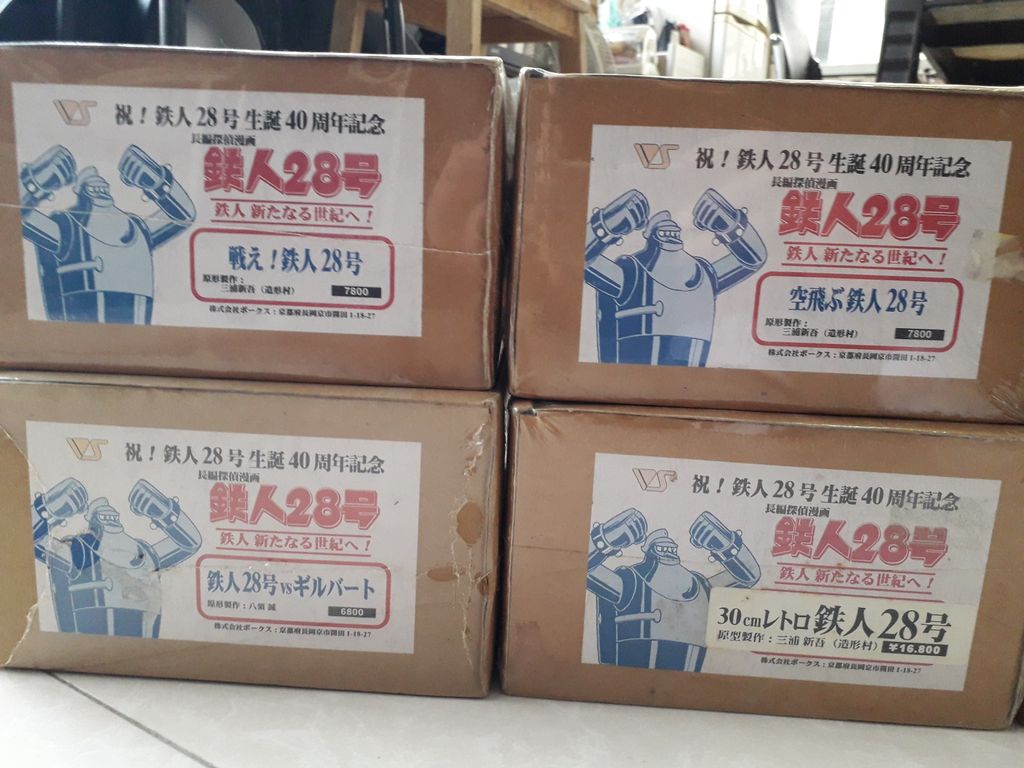 VS
祝！鉄人28号生誕40周年記念
長編探偵漫画
鉄人28号
鉄人 新たなる世紀へ！
戦え！鉄人28号
原形製作：
三浦新吾（造形村）
7800
株式会社ボークス：京都府長岡京市開田1-18-27
VS
祝！鉄人28号生誕40周年記念
長編探偵漫画
鉄人28号
鉄人 新たなる世紀へ！
空飛ぶ鉄人28号
原形製作：
三浦新吾（造形村）
7800
株式会社ボークス：京都府長岡京市開田1-18-27
VS
祝！鉄人28号生誕40周年記念
長編探偵漫画
鉄人28号
鉄人 新たなる世紀へ！
鉄人28号vsギルバート
原形製作：八須 誠
6800
株式会社ボークス：京都府長岡京市開田1-18-27
VS
祝！鉄人28号生誕40周年記念
長編探偵漫画
鉄人28号
鉄人 新たなる世紀へ！
30cmレトロ鉄人28号
原型製作：三浦 新吾（造形村）¥16.800
株式会社ボークス：京都府長岡京市開田1-18-27